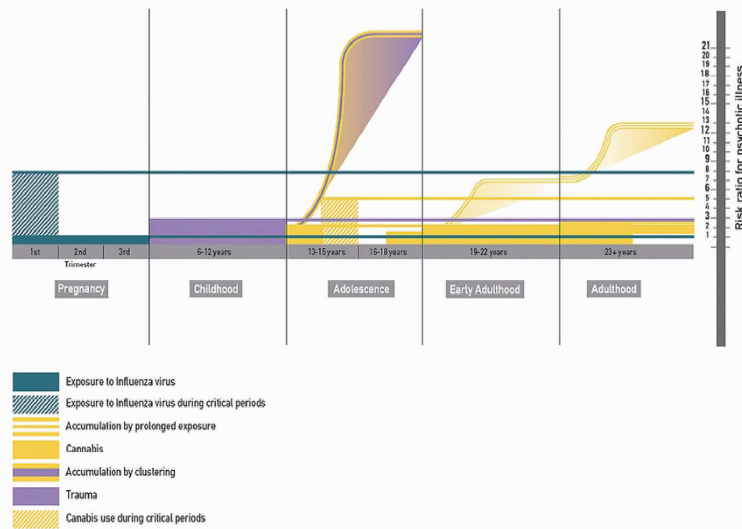 21
20
19
18
17
16
15
14
13
12
11
10
9
8
7
6
5
4
3
2
1
Risk ratio for psychotic illness
1st
2nd
3rd
6-12 years
13-15 years
16-18 years
19-22 years
23+ years
Trimester
Pregnancy
Childhood
Adolescence
Early Adulthood
Adulthood
Exposure to Influenza virus
Exposure to Influenza virus during critical periods
Accumulation by prolonged exposure
Cannabis
Accumulation by clustering
Trauma
Canabis use during critical periods